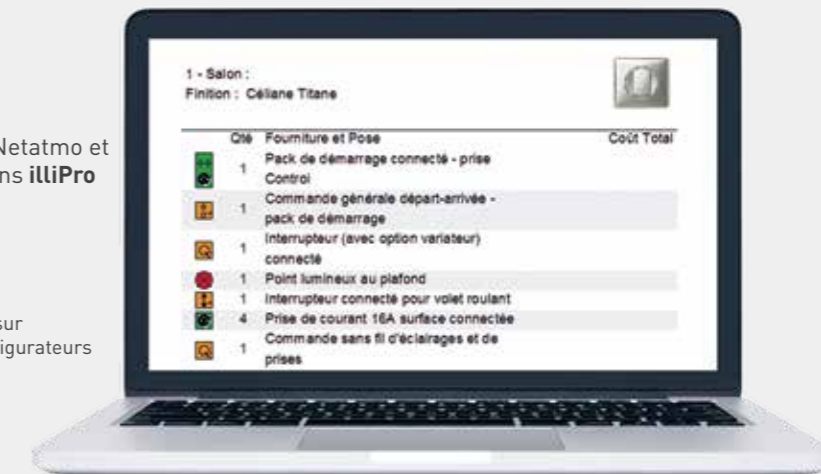 Netatmo et
ns illiPro
sur
igurateurs
1 - Salon :
Finition : Céliane Titane
Qté Fourniture et Pose Coût Total
1 Pack de démarrage connecté - prise
Control
1 Commande générale départ-arrivée -
pack de démarrage
1 Interrupteur (avec option variateur)
connecté
1 Point lumineux au plafond
1 Interrupteur connecté pour volet roulant
4 Prise de courant 16A surface connectée
1 Commande sans fil d'éclairages et de
prises